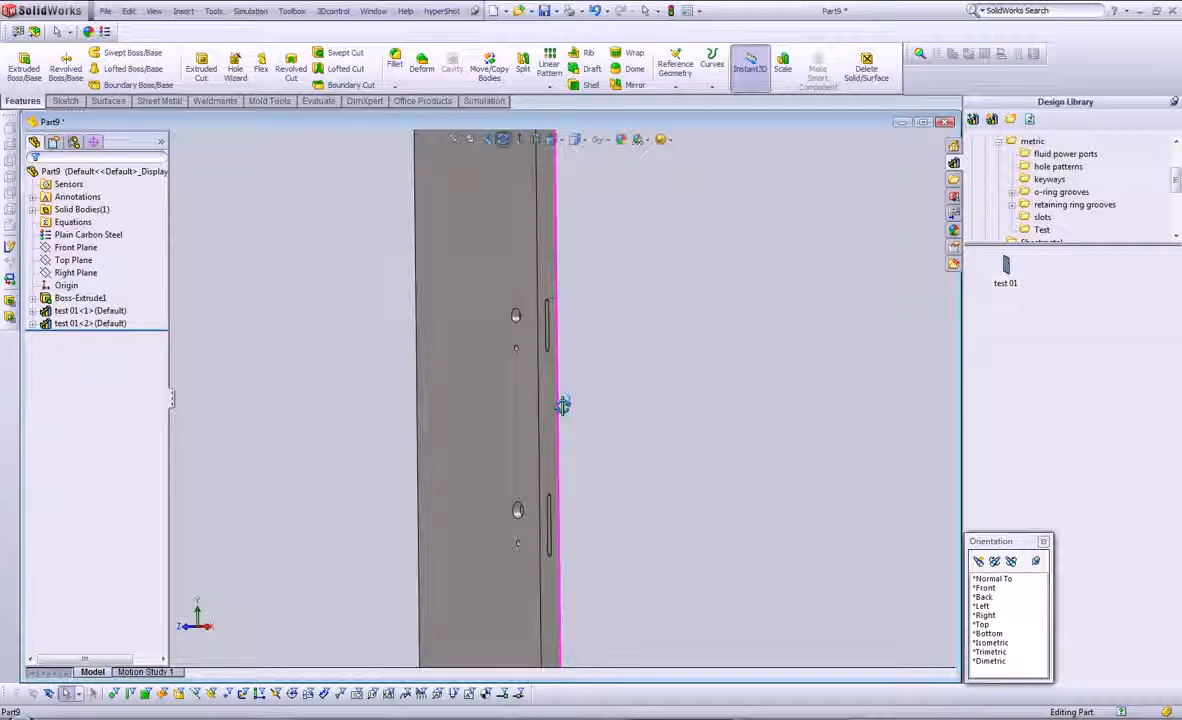 SolidWorks File Edit View Insert Tools Simulation Toolbox 3Dcontrol Window Help hyperShot Part9 * SolidWorks Search
Extruded Boss/Base
Revolved Boss/Base
Swept Boss/Base
Lofted Boss/Base
Boundary Boss/Base
Extruded Cut
Hole Wizard
Flex
Revolved Cut
Swept Cut
Lofted Cut
Boundary Cut
Fillet
Deform
Cavity
Move/Copy Bodies
Split
Linear Pattern
Rib
Draft
Shell
Wrap
Dome
Mirror
Reference Geometry
Curves
Instant3D
Scale
Make Smart Component
Delete Solid/Surface
Features Sketch Surfaces Sheet Metal Weldments Mold Tools Evaluate DimXpert Office Products Simulation
Part9 *
Part9 (Default<<Default>_Display
Sensors
Annotations
Solid Bodies(1)
Equations
Plain Carbon Steel
Front Plane
Top Plane
Right Plane
Origin
Boss-Extrude1
test 01<1>(Default)
test 01<2>(Default)
Y
Z X
Design Library
metric
fluid power ports
hole patterns
keyways
o-ring grooves
retaining ring grooves
slots
Test
test 01
Orientation
*Normal To
*Front
*Back
*Left
*Right
*Top
*Bottom
*Isometric
*Trimetric
*Dimetric
Model Motion Study 1
Part9 Editing Part